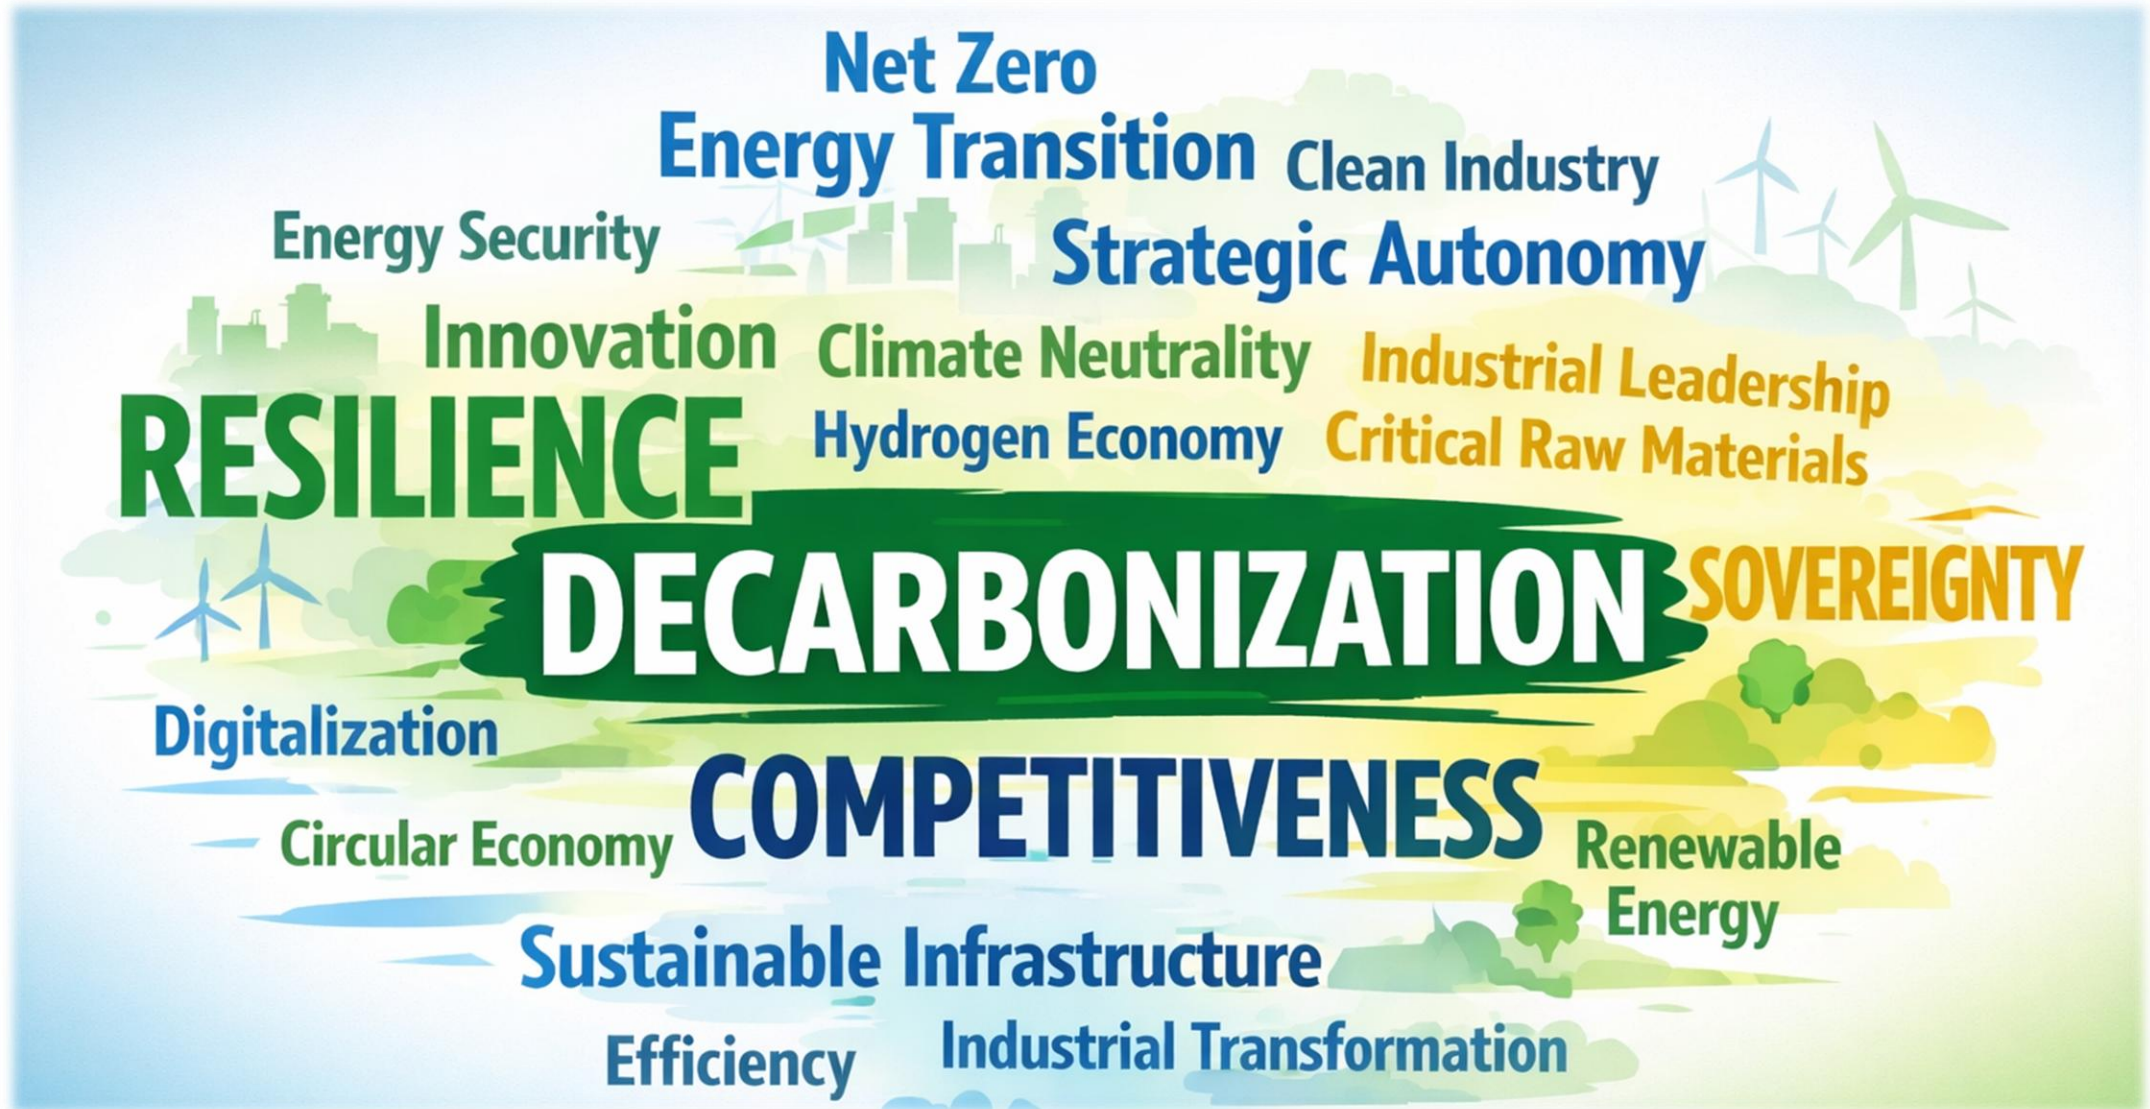 Net Zero
Energy Transition
Clean Industry
Energy Security
Strategic Autonomy
Innovation
Climate Neutrality
Industrial Leadership
RESILIENCE
Hydrogen Economy
Critical Raw Materials
DECARBONIZATION
SOVEREIGNTY
Digitalization
COMPETITIVENESS
Circular Economy
Renewable
Energy
Sustainable Infrastructure
Efficiency
Industrial Transformation